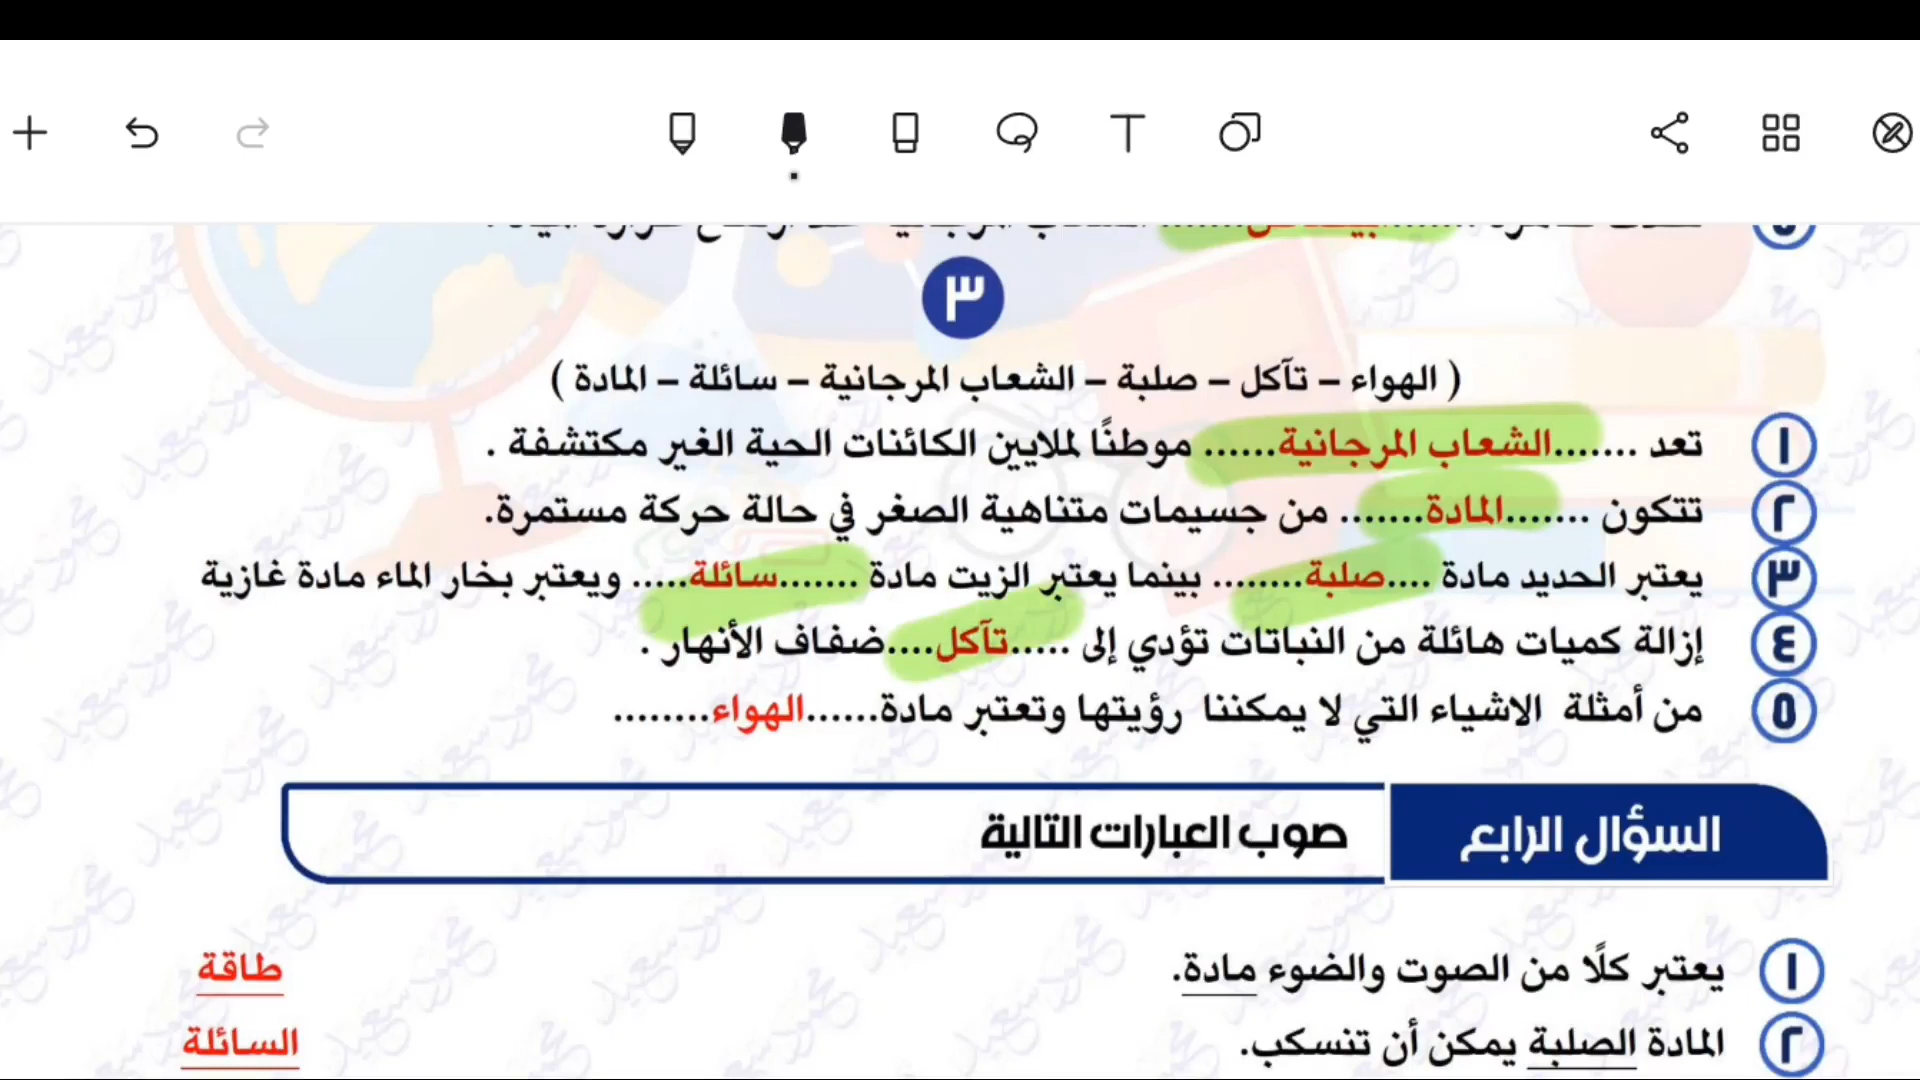 ٣
( الهواء – تآكل – صلبة – الشعاب المرجانية – سائلة – المادة )
١ تعد .......الشعاب المرجانية...... موطنًا لملايين الكائنات الحية الغير مكتشفة .
٢ تتكون .......المادة....... من جسيمات متناهية الصغر في حالة حركة مستمرة.
٣ يعتبر الحديد مادة ....صلبة........ بينما يعتبر الزيت مادة .......سائلة..... ويعتبر بخار الماء مادة غازية
٤ إزالة كميات هائلة من النباتات تؤدي إلى .....تآكل....ضفاف الأنهار .
٥ من أمثلة الاشياء التي لا يمكننا رؤيتها وتعتبر مادة......الهواء........
السؤال الرابع صوب العبارات التالية
١ يعتبر كلًا من الصوت والضوء مادة. طاقة
٢ المادة الصلبة يمكن أن تنسكب. السائلة